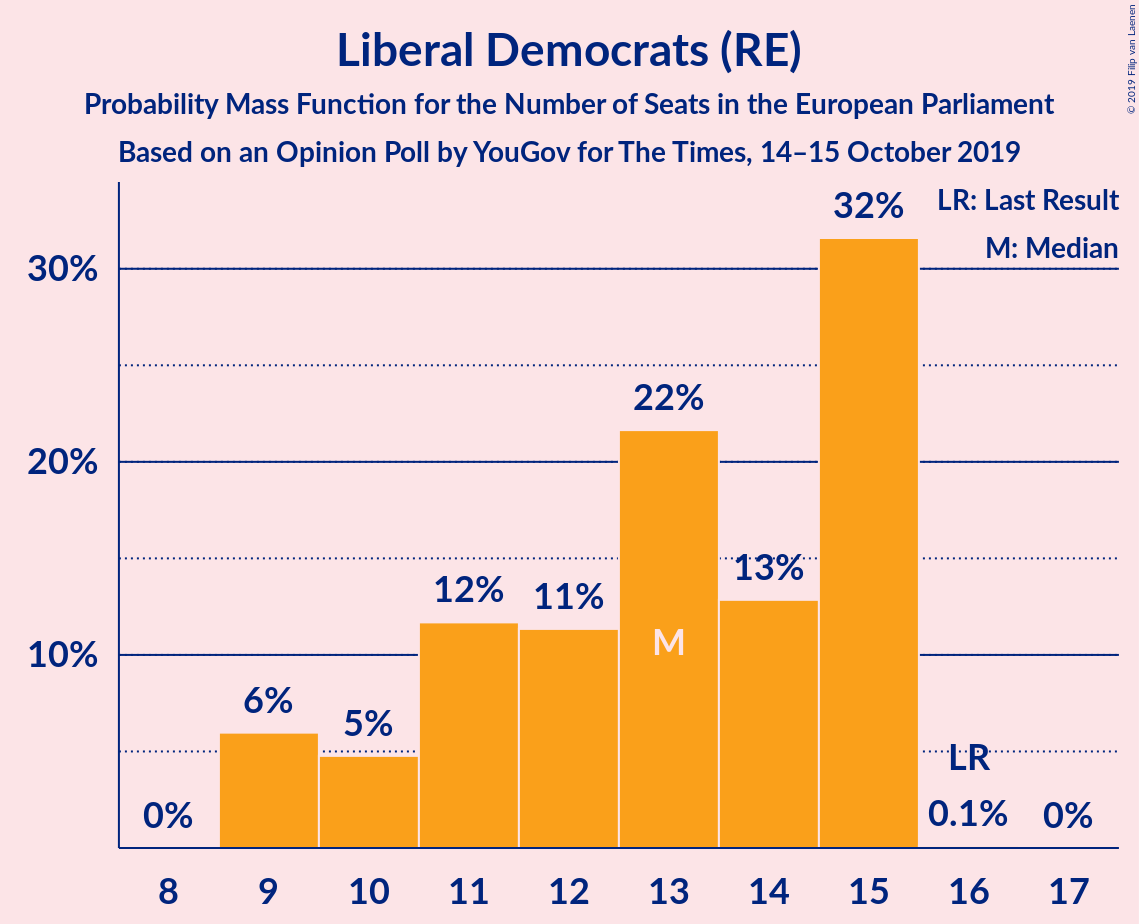 © 2019 Filip van Laenen
Liberal Democrats (RE)
Probability Mass Function for the Number of Seats in the European Parliament
Based on an Opinion Poll by YouGov for The Times, 14–15 October 2019
LR: Last Result
M: Median
32%
30%
22%
20%
13%
12%
11%
M
10%
6%
5%
LR
0%
0.1%
0%
8 9 10 11 12 13 14 15 16 17